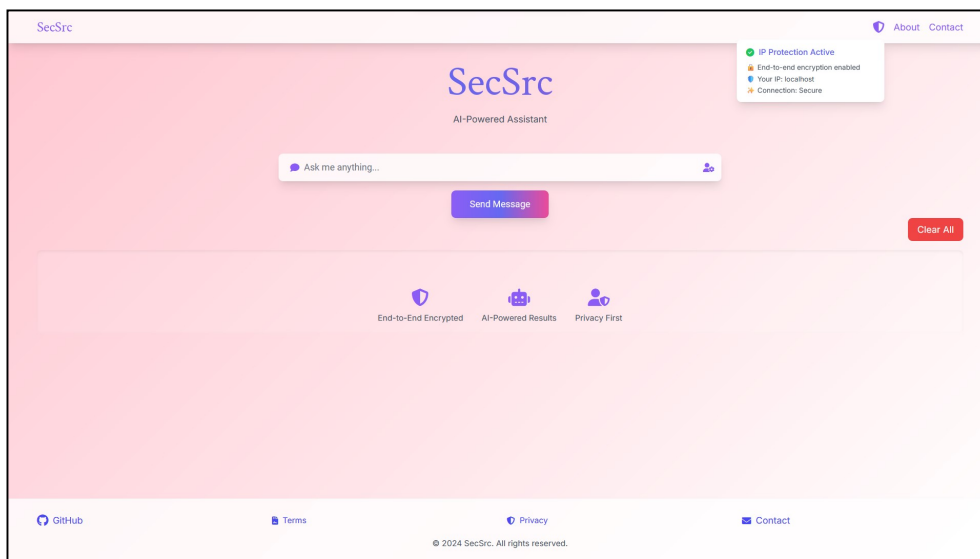 SecSrc
About Contact
IP Protection Active
End-to-end encryption enabled
Your IP: localhost
Connection: Secure
SecSrc
AI-Powered Assistant
Ask me anything...
Send Message
Clear All
End-to-End Encrypted AI-Powered Results Privacy First
GitHub Terms Privacy Contact
© 2024 SecSrc. All rights reserved.